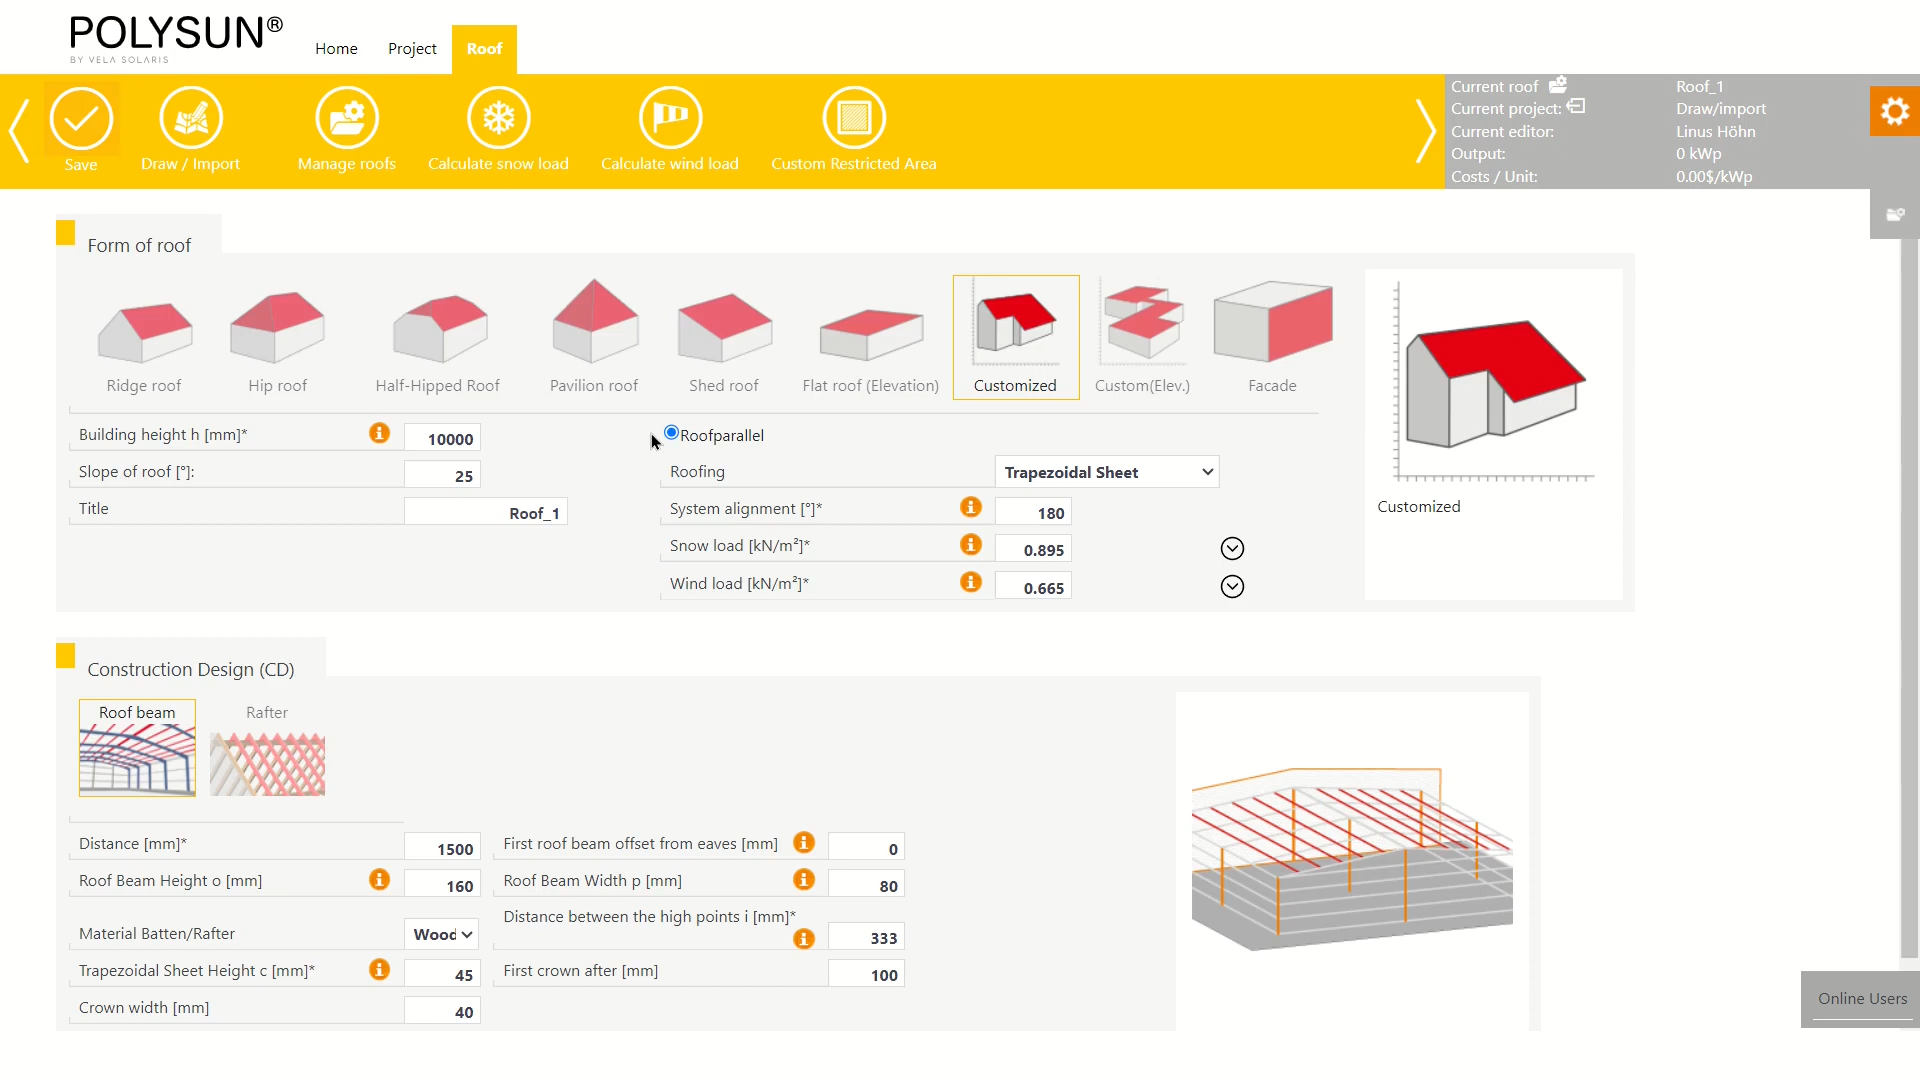 POLYSUN®
BY VELA SOLARIS
Home
Project
Roof
Save
Draw / Import
Manage roofs
Calculate snow load
Calculate wind load
Custom Restricted Area
Current roof
Roof_1
Current project:
Draw/import
Current editor:
Linus Höhn
Output:
0 kWp
Costs / Unit:
0.00$/kWp
Form of roof
Ridge roof
Hip roof
Half-Hipped Roof
Pavilion roof
Shed roof
Flat roof (Elevation)
Customized
Custom(Elev.)
Facade
Customized
Building height h [mm]*
10000
Slope of roof [°]:
25
Title
Roof_1
Roofparallel
Roofing
Trapezoidal Sheet
System alignment [°]*
180
Snow load [kN/m²]*
0.895
Wind load [kN/m²]*
0.665
Construction Design (CD)
Roof beam
Rafter
Distance [mm]*
1500
First roof beam offset from eaves [mm]
0
Roof Beam Height o [mm]
160
Roof Beam Width p [mm]
80
Material Batten/Rafter
Wood
Distance between the high points i [mm]*
333
Trapezoidal Sheet Height c [mm]*
45
First crown after [mm]
100
Crown width [mm]
40
Online Users